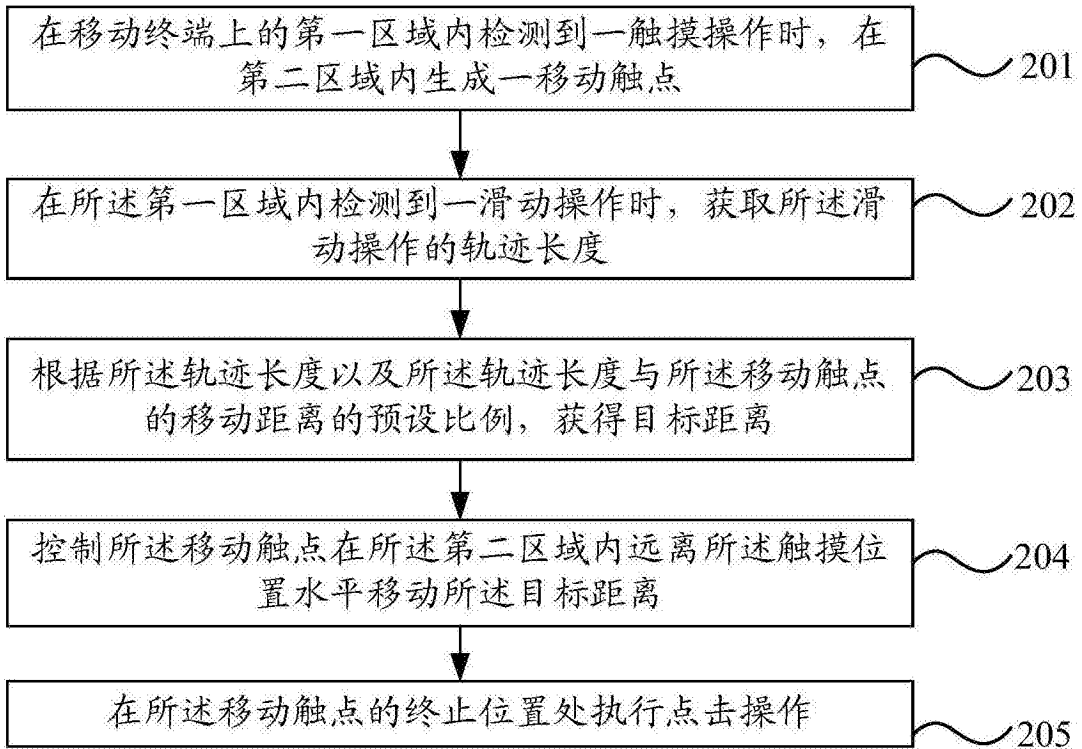 在移动终端上的第一区域内检测到一触摸操作时，在
第二区域内生成一移动触点
201
在所述第一区域内检测到一滑动操作时，获取所述滑
动操作的轨迹长度
202
根据所述轨迹长度以及所述轨迹长度与所述移动触点
的移动距离的预设比例，获得目标距离
203
控制所述移动触点在所述第二区域内远离所述触摸位
置水平移动所述目标距离
204
在所述移动触点的终止位置处执行点击操作
205